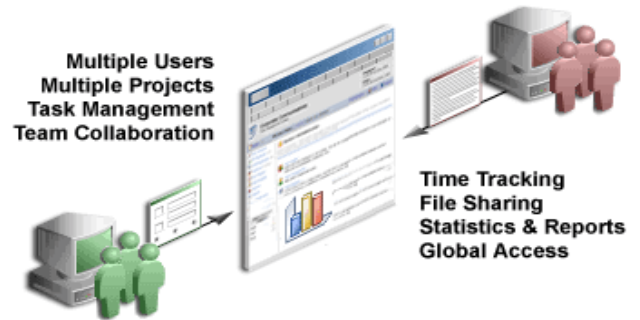 Multiple Users
Multiple Projects
Task Management
Team Collaboration
Time Tracking
File Sharing
Statistics & Reports
Global Access